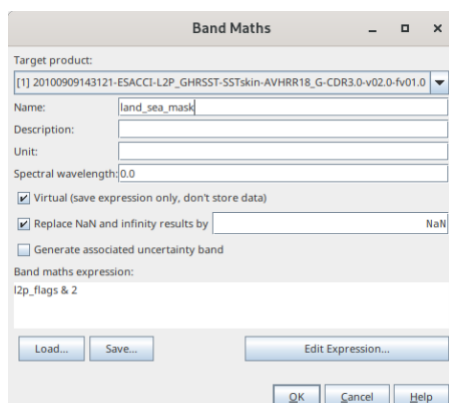 Band Maths
Target product:
[1] 20100909143121-ESACCI-L2P_GHRSST-SSTskin-AVHRR18_G-CDR3.0-v02.0-fv01.0
Name: land_sea_mask
Description:
Unit:
Spectral wavelength: 0.0
Virtual (save expression only, don't store data)
Replace NaN and infinity results by NaN
Generate associated uncertainty band
Band maths expression:
l2p_flags & 2
Load... Save... Edit Expression...
OK Cancel Help